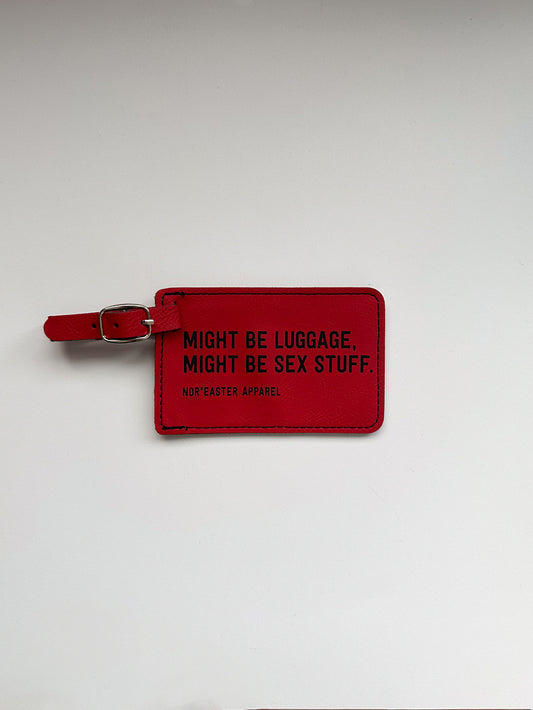 MIGHT BE LUGGAGE,
MIGHT BE SEX STUFF.
NOR'EASTER APPAREL